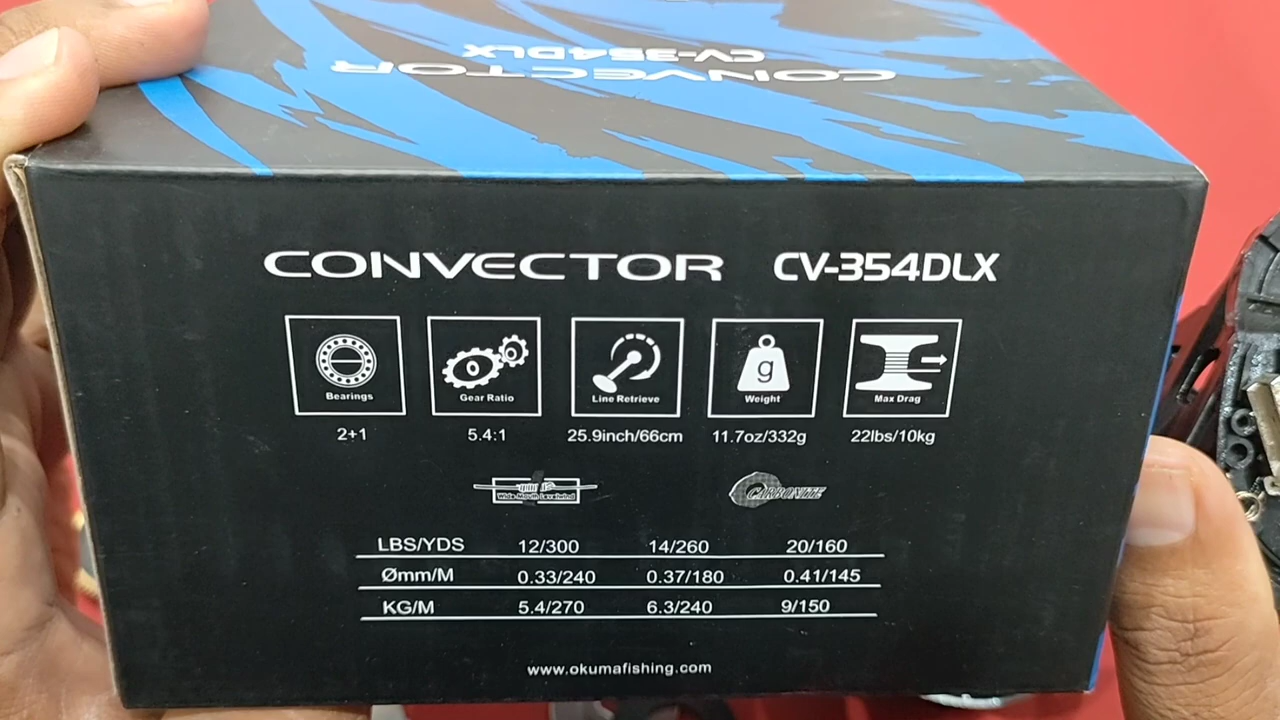 CV-354DLX
CONVECTOR
CONVECTOR CV-354DLX
Bearings Gear Ratio Line Retrieve g Weight Max Drag
2+1 5.4:1 25.9inch/66cm 11.7oz/332g 22lbs/10kg
Wide Mouth Levelwind CARBONITE
LBS/YDS 12/300 14/260 20/160
Ømm/M 0.33/240 0.37/180 0.41/145
KG/M 5.4/270 6.3/240 9/150
www.okumafishing.com